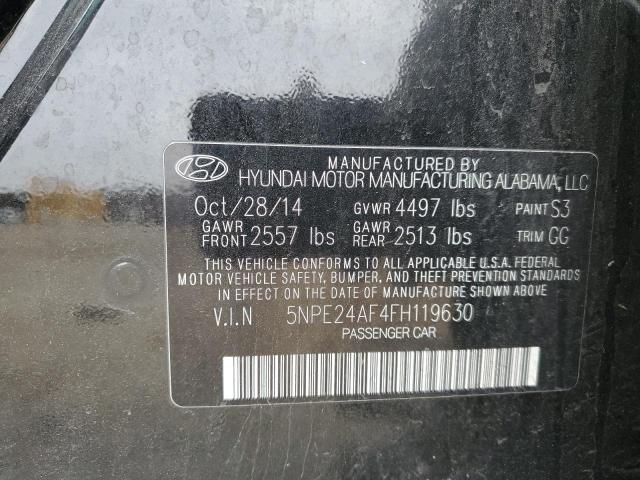 MANUFACTURED BY
HYUNDAI MOTOR MANUFACTURING ALABAMA, LLC
Oct/28/14 GVWR 4497 lbs PAINT S3
GAWR FRONT 2557 lbs GAWR REAR 2513 lbs TRIM GG
THIS VEHICLE CONFORMS TO ALL APPLICABLE U.S.A. FEDERAL
MOTOR VEHICLE SAFETY, BUMPER, AND THEFT PREVENTION STANDARDS
IN EFFECT ON THE DATE OF MANUFACTURE SHOWN ABOVE.
V.I.N 5NPE24AF4FH119630
PASSENGER CAR